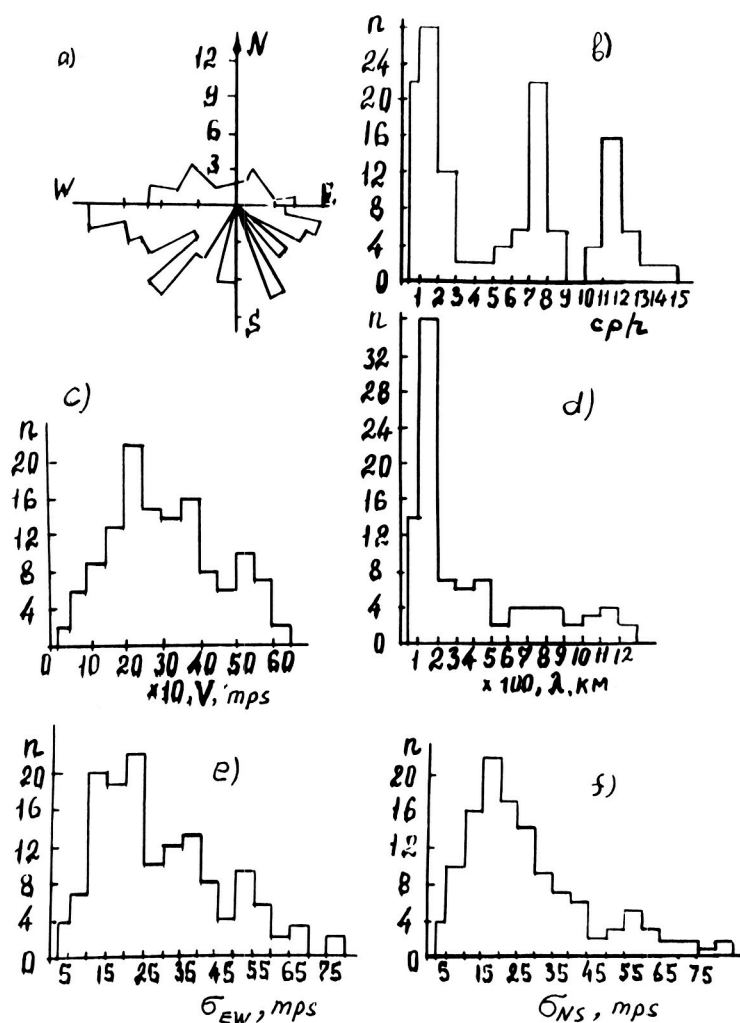 a)
N
12
9
6
3
W
E
S
b)
n
28
24
20
16
12
8
4
0
1 2 3 4 5 6 7 8 9 10 11 12 13 14 15
cph
c)
n
20
16
12
8
4
0 10 20 30 40 50 60
×10, V, mps
d)
n
32
28
24
20
16
12
8
4
0
1 2 3 4 5 6 7 8 9 10 11 12
× 100, λ, км
e)
n
20
16
12
8
4
0
5 15 25 35 45 55 65 75
σEW, mps
f)
n
20
16
12
8
4
0
5 15 25 35 45 55 65 75
σNS, mps